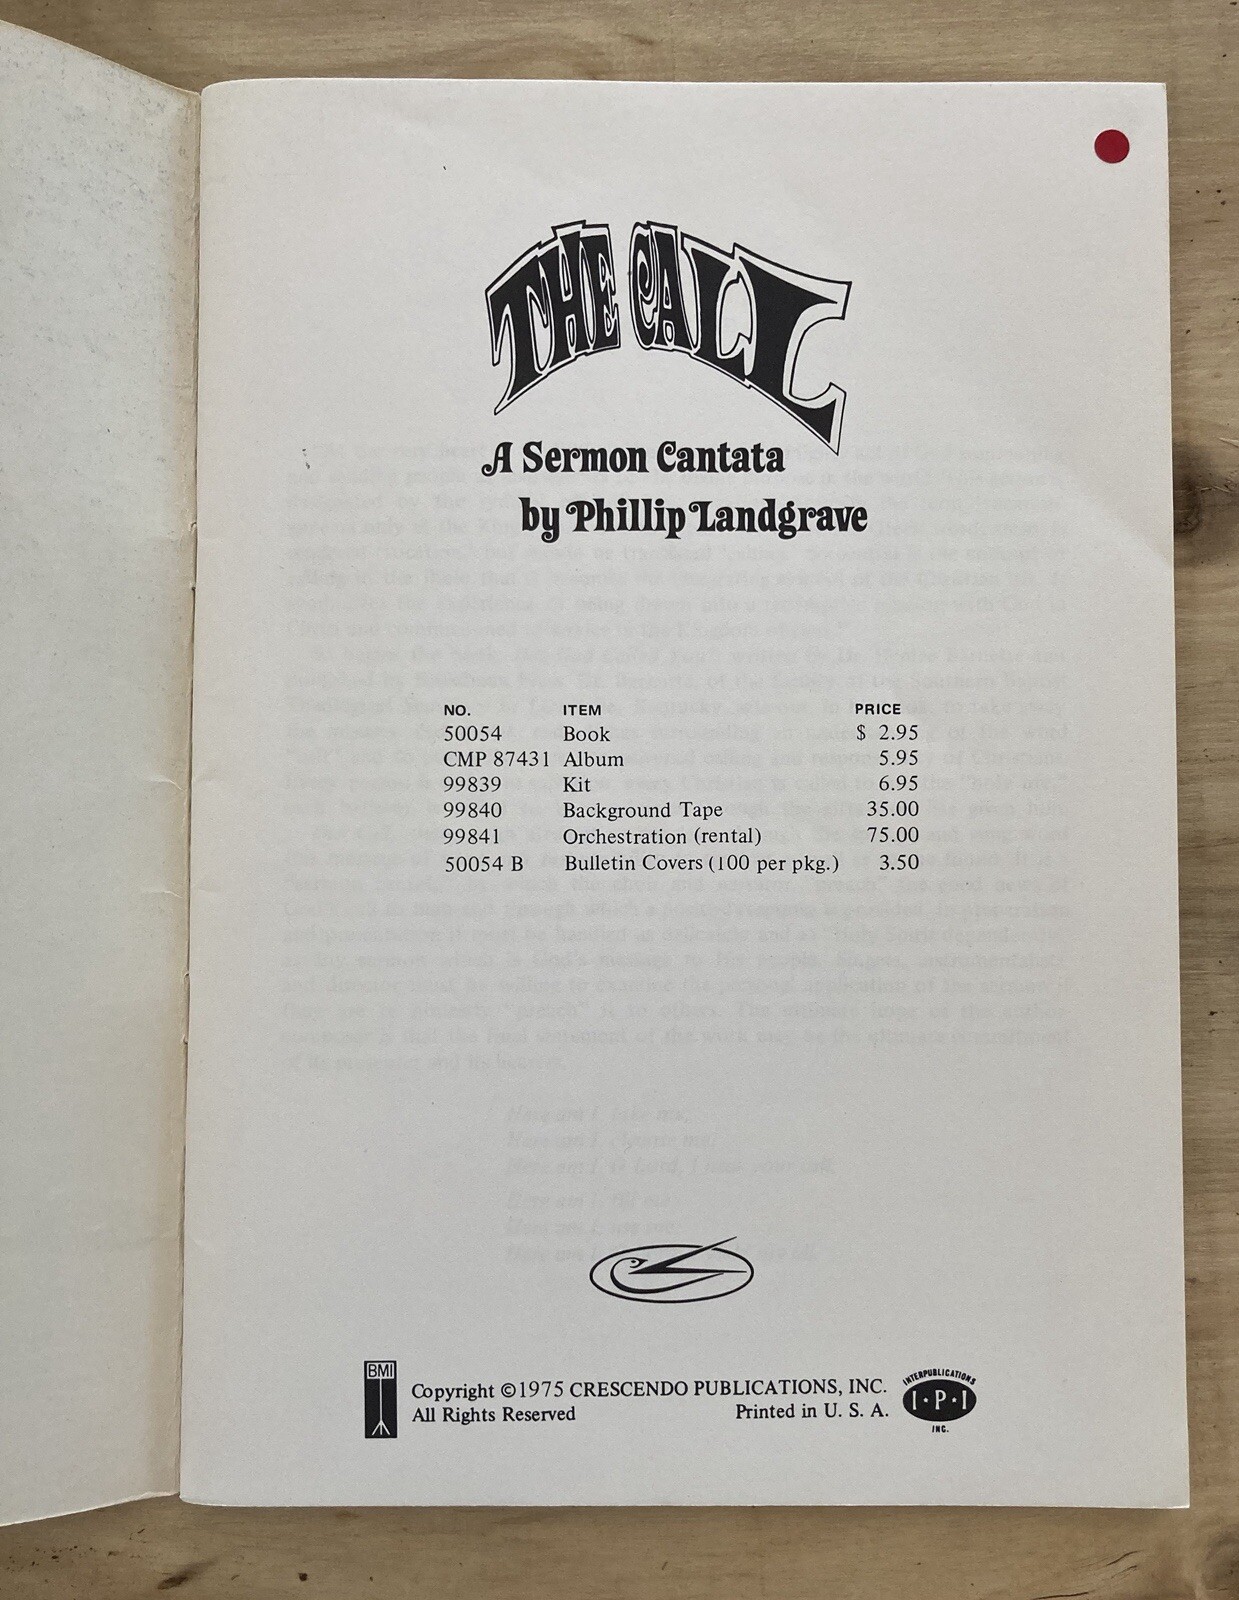 THE CALL
A Sermon Cantata
by Phillip Landgrave
NO. ITEM PRICE
50054 Book $ 2.95
CMP 87431 Album 5.95
99839 Kit 6.95
99840 Background Tape 35.00
99841 Orchestration (rental) 75.00
50054 B Bulletin Covers (100 per pkg.) 3.50
BMI
Copyright ©1975 CRESCENDO PUBLICATIONS, INC.
All Rights Reserved Printed in U. S. A.
INTERPUBLICATIONS
I•P•I
INC.